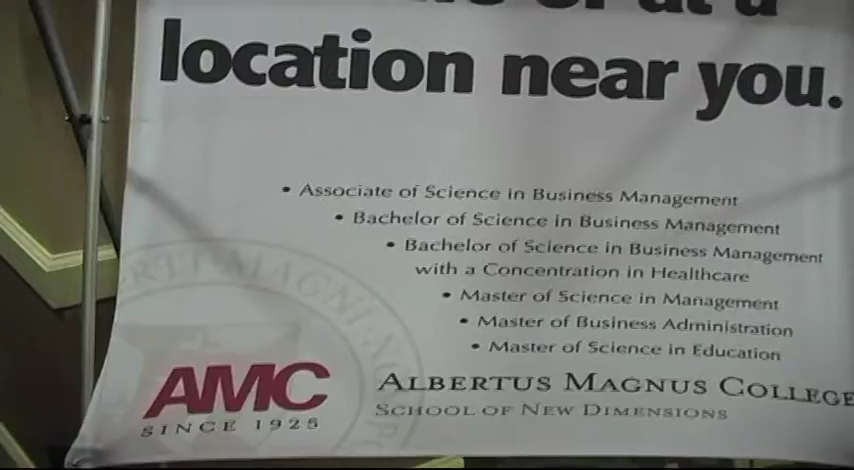 at a
location near you.
• Associate of Science in Business Management
• Bachelor of Science in Business Management
• Bachelor of Science in Business Management
with a Concentration in Healthcare
• Master of Science in Management
• Master of Business Administration
• Master of Science in Education
AMC
SINCE 1925
ALBERTUS MAGNUS COLLEGE
SCHOOL OF NEW DIMENSIONS